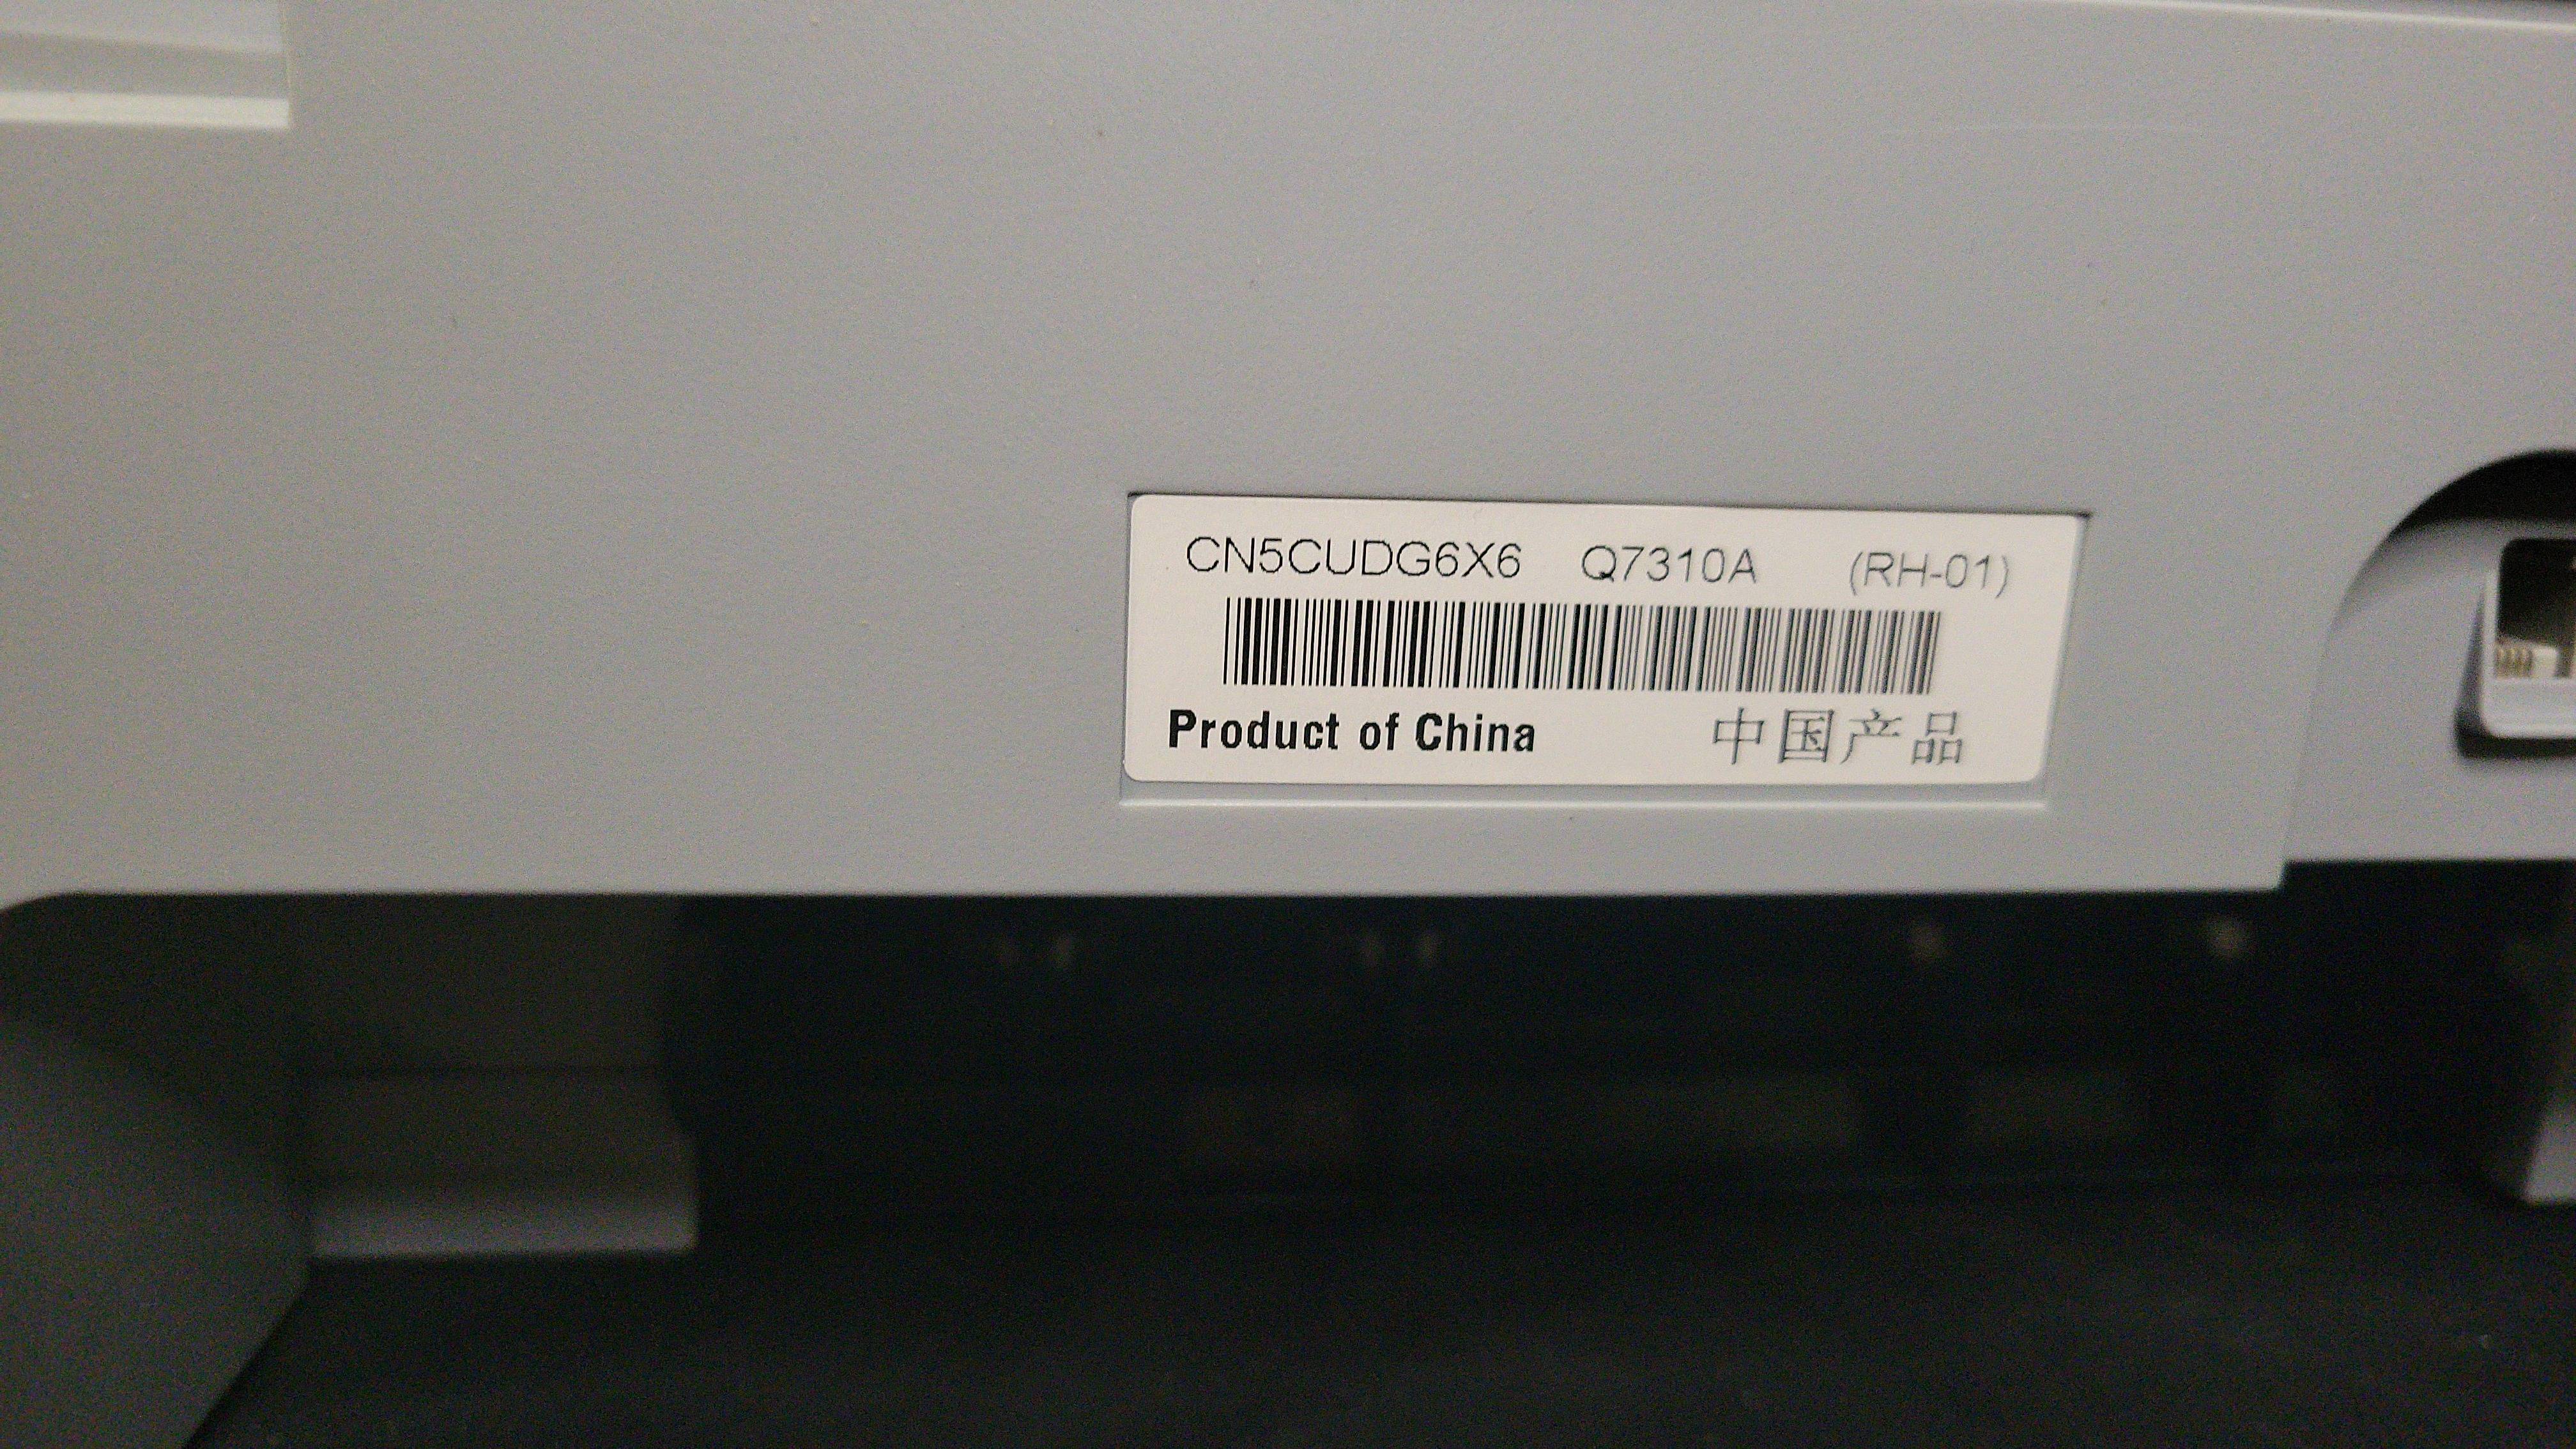 CN5CUDG6X6 Q7310A (RH-01)
Product of China 中国产品